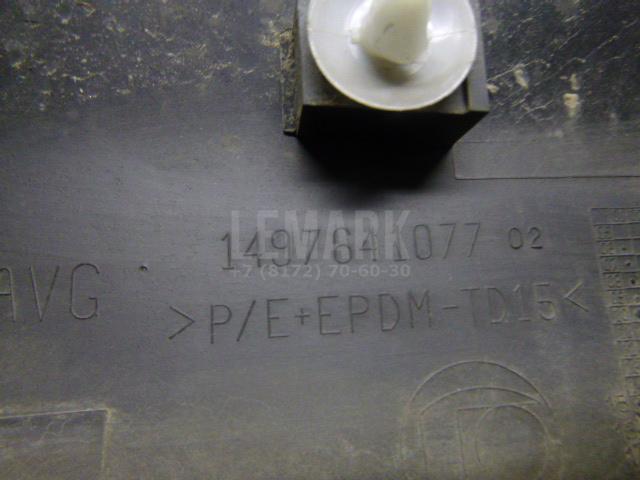 LEMARK
1497641077 02
+7 (8172) 70-60-30
AVG
>P/E+EPDM-TD15<